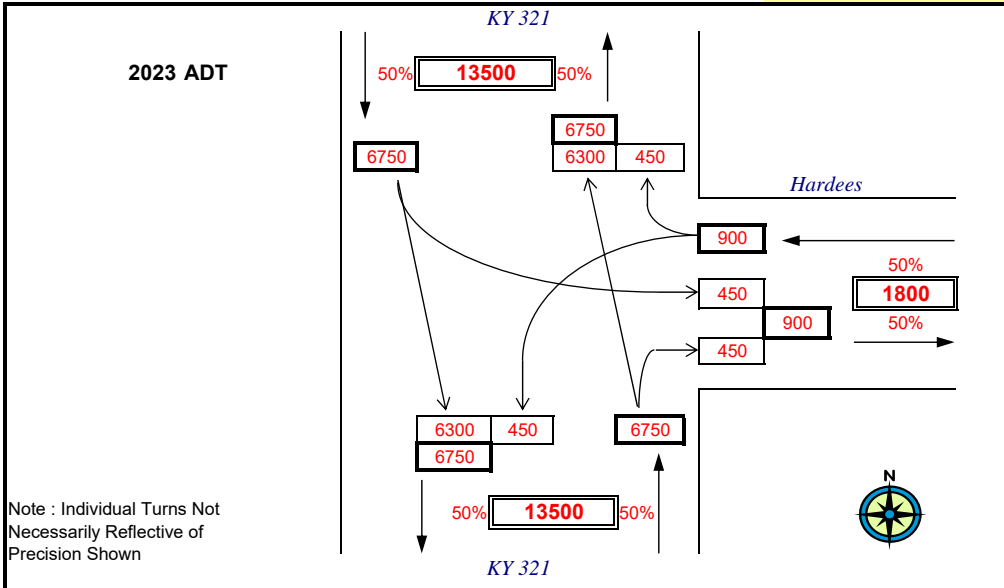 KY 321
2023 ADT
50% 13500 50%
6750
6750 6300 450
Hardees
900
50%
450 1800
900 50%
450
6300 450 6750
6750
N
Note : Individual Turns Not
Necessarily Reflective of
Precision Shown
50% 13500 50%
KY 321